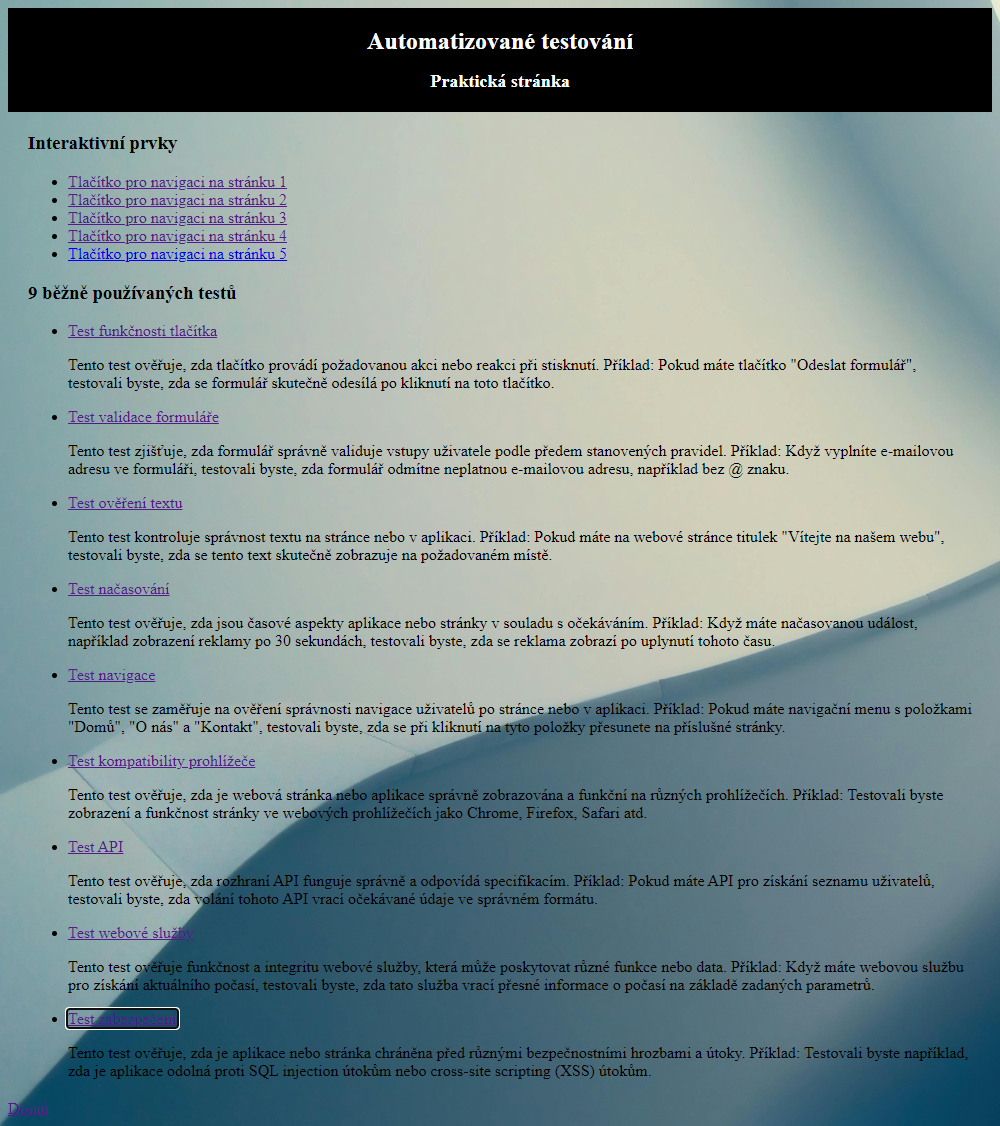 Automatizované testování
Praktická stránka
Interaktivní prvky
Tlačítko pro navigaci na stránku 1
Tlačítko pro navigaci na stránku 2
Tlačítko pro navigaci na stránku 3
Tlačítko pro navigaci na stránku 4
Tlačítko pro navigaci na stránku 5
9 běžně používaných testů
Test funkčnosti tlačítka
Tento test ověřuje, zda tlačítko provádí požadovanou akci nebo reakci při stisknutí. Příklad: Pokud máte tlačítko "Odeslat formulář",
testovali byste, zda se formulář skutečně odesílá po kliknutí na toto tlačítko.
Test validace formuláře
Tento test zjišťuje, zda formulář správně validuje vstupy uživatele podle předem stanovených pravidel. Příklad: Když vyplníte e-mailovou
adresu ve formuláři, testovali byste, zda formulář odmítne neplatnou e-mailovou adresu, například bez @ znaku.
Test ověření textu
Tento test kontroluje správnost textu na stránce nebo v aplikaci. Příklad: Pokud máte na webové stránce titulek "Vítejte na našem webu",
testovali byste, zda se tento text skutečně zobrazuje na požadovaném místě.
Test načasování
Tento test ověřuje, zda jsou časové aspekty aplikace nebo stránky v souladu s očekáváním. Příklad: Když máte načasovanou událost,
například zobrazení reklamy po 30 sekundách, testovali byste, zda se reklama zobrazí po uplynutí tohoto času.
Test navigace
Tento test se zaměřuje na ověření správnosti navigace uživatelů po stránce nebo v aplikaci. Příklad: Pokud máte navigační menu s položkami
"Domů", "O nás" a "Kontakt", testovali byste, zda se při kliknutí na tyto položky přesunete na příslušné stránky.
Test kompatibility prohlížeče
Tento test ověřuje, zda je webová stránka nebo aplikace správně zobrazována a funkční na různých prohlížečích. Příklad: Testovali byste
zobrazení a funkčnost stránky ve webových prohlížečích jako Chrome, Firefox, Safari atd.
Test API
Tento test ověřuje, zda rozhraní API funguje správně a odpovídá specifikacím. Příklad: Pokud máte API pro získání seznamu uživatelů,
testovali byste, zda volání tohoto API vrací očekávané údaje ve správném formátu.
Test webové služby
Tento test ověřuje funkčnost a integritu webové služby, která může poskytovat různé funkce nebo data. Příklad: Když máte webovou službu
pro získání aktuálního počasí, testovali byste, zda tato služba vrací přesné informace o počasí na základě zadaných parametrů.
Test zabezpečení
Tento test ověřuje, zda je aplikace nebo stránka chráněna před různými bezpečnostními hrozbami a útoky. Příklad: Testovali byste například,
zda je aplikace odolná proti SQL injection útokům nebo cross-site scripting (XSS) útokům.